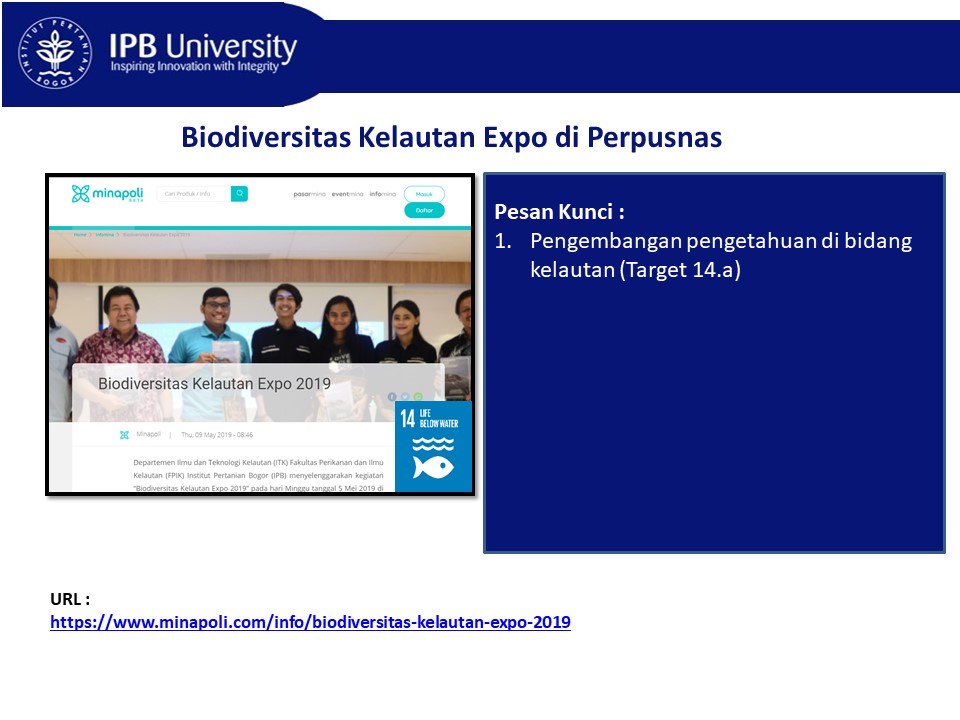 INSTITUT PERTANIAN
BOGOR
IPB University
Inspiring Innovation with Integrity
Biodiversitas Kelautan Expo di Perpusnas
minapoli
BETA
Cari Produk / Info
pasarmina eventmina infomina
Masuk
Daftar
Home > Infomina > Biodiversitas Kelautan Expo 2019
Biodiversitas Kelautan Expo 2019
Minapoli | Thu, 09 May 2019 - 08:46
Departemen Ilmu dan Teknologi Kelautan (ITK) Fakultas Perikanan dan Ilmu
Kelautan (FPIK) Institut Pertanian Bogor (IPB) menyelenggarakan kegiatan
"Biodiversitas Kelautan Expo 2019" pada hari Minggu tanggal 5 Mei 2019 di
14 LIFE
BELOW WATER
Pesan Kunci :
1. Pengembangan pengetahuan di bidang
kelautan (Target 14.a)
URL :
https://www.minapoli.com/info/biodiversitas-kelautan-expo-2019